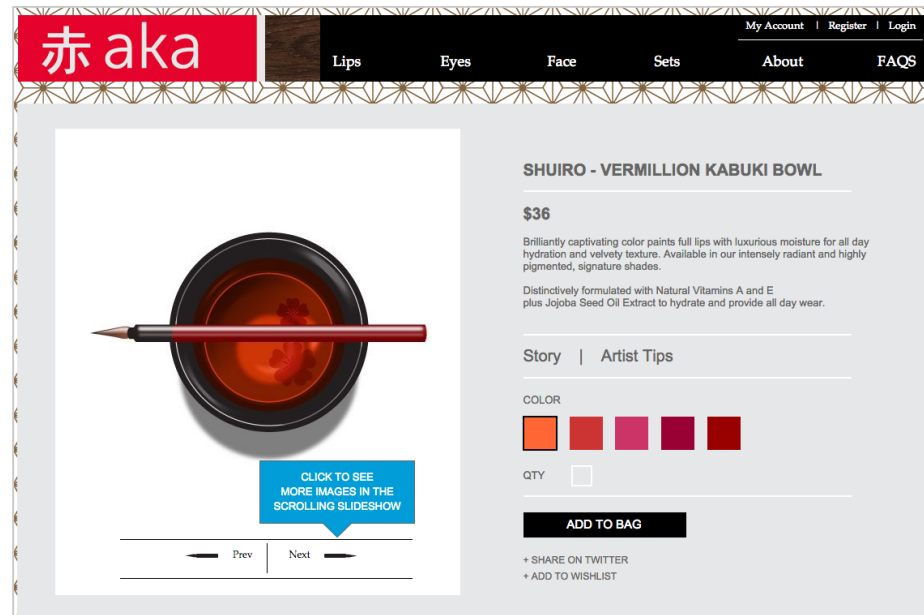 赤 aka
My Account | Register | Login
Lips Eyes Face Sets About FAQS
SHUIRO - VERMILLION KABUKI BOWL
$36
Brilliantly captivating color paints full lips with luxurious moisture for all day
hydration and velvety texture. Available in our intensely radiant and highly
pigmented, signature shades.
Distinctively formulated with Natural Vitamins A and E
plus Jojoba Seed Oil Extract to hydrate and provide all day wear.
Story | Artist Tips
COLOR
QTY
ADD TO BAG
+ SHARE ON TWITTER
+ ADD TO WISHLIST
CLICK TO SEE
MORE IMAGES IN THE
SCROLLING SLIDESHOW
Prev Next